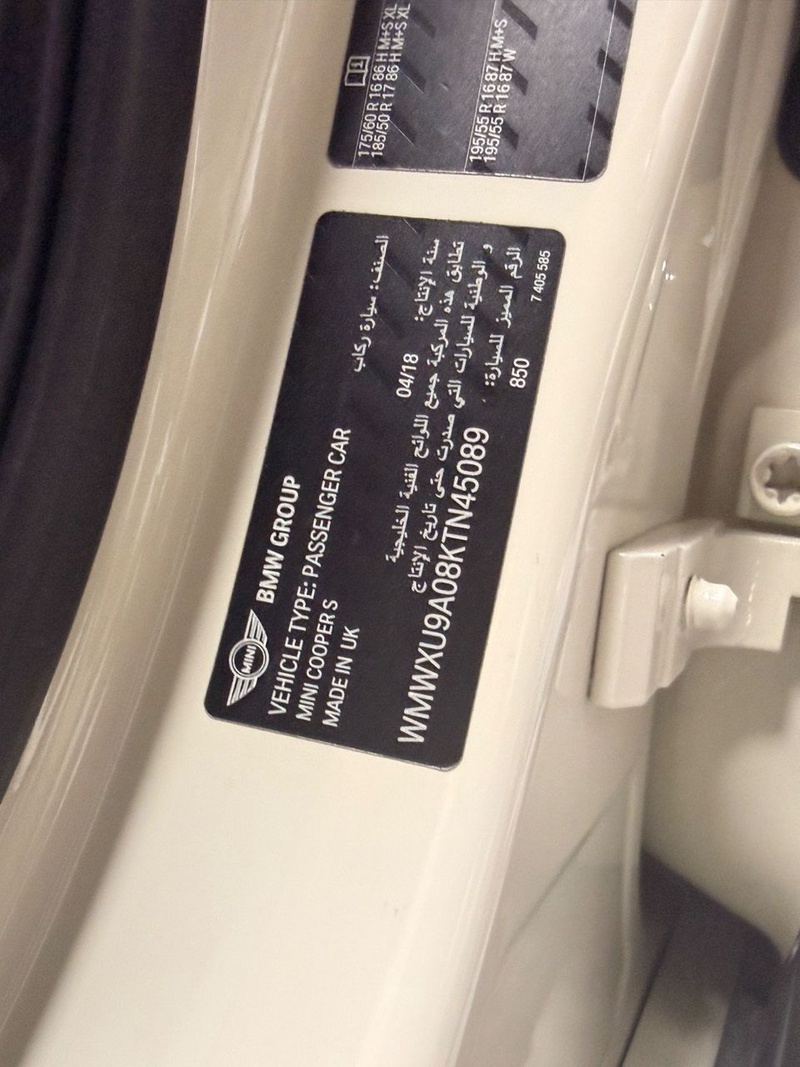 175/60 R 16 86 H M+S XL
185/50 R 17 86 H M+S XL
195/55 R 16 87 H M+S
195/55 R 16 87 W
MINI
BMW GROUP
VEHICLE TYPE: PASSENGER CAR
الصنف: سيارة ركاب
MINI COOPER S
MADE IN UK
سنة الإنتاج: 04/18
تطابق هذه المركبة جميع اللوائح الفنية الخليجية
و الوطنية للسيارات التي صدرت حتى تاريخ الإنتاج
الرقم المميز للسيارة:
WMWXU9A08KTN45089
850
7 405 585